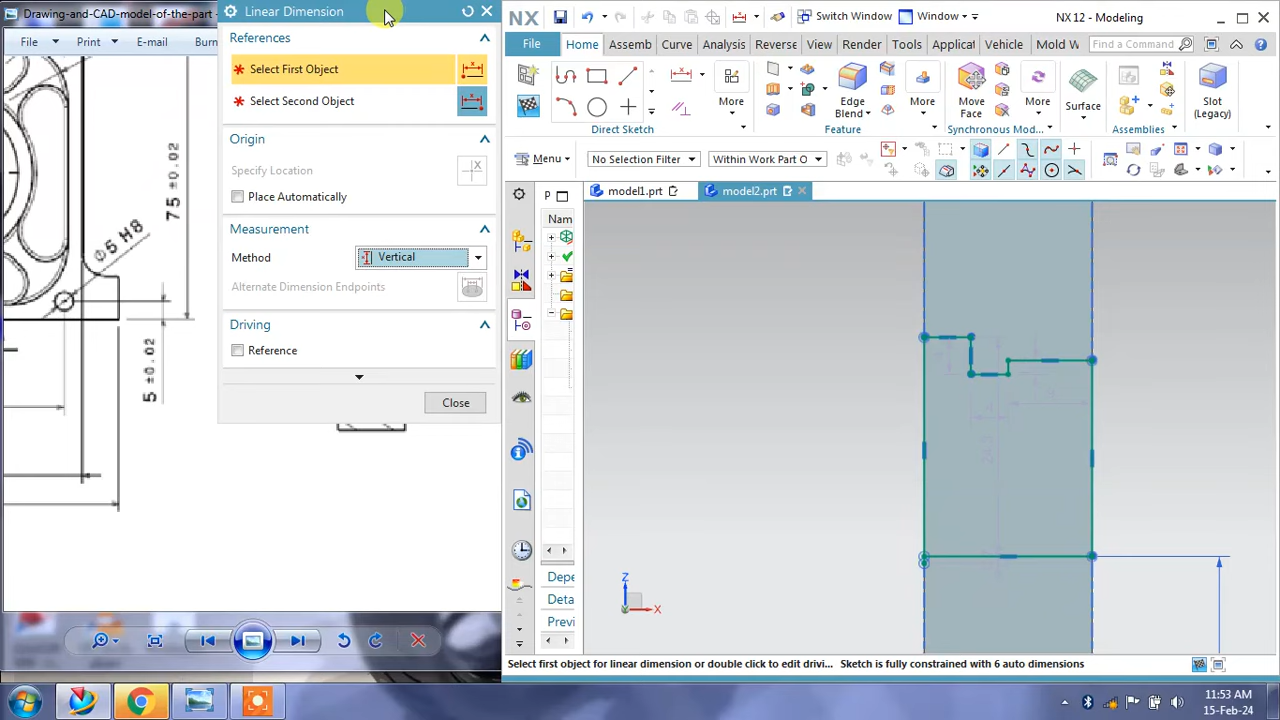 Drawing-and-CAD-model-of-the-part
File
Print
E-mail
Burn
75 ±0.02
Φ5 H8
5 ±0.02
Linear Dimension
References
* Select First Object
* Select Second Object
Origin
Specify Location
Place Automatically
Measurement
Method
Vertical
Alternate Dimension Endpoints
Driving
Reference
Close
NX
Switch Window
Window
NX 12 - Modeling
File
Home
Assemb
Curve
Analysis
Reverse
View
Render
Tools
Applicat
Vehicle
Mold W
Find a Command
More
Edge
Blend
More
Move
Face
More
Surface
Slot
(Legacy)
Direct Sketch
Feature
Synchronous Mod...
Assemblies
Menu
No Selection Filter
Within Work Part O
model1.prt
model2.prt
P
Nam
Depe
Deta
Previ
Z
X
Select first object for linear dimension or double click to edit drivi...
Sketch is fully constrained with 6 auto dimensions
11:53 AM
15-Feb-24